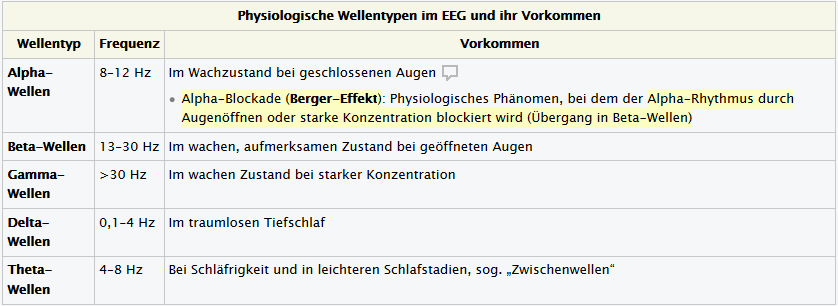 Physiologische Wellentypen im EEG und ihr Vorkommen
Wellentyp Frequenz Vorkommen
Alpha- 8–12 Hz Im Wachzustand bei geschlossenen Augen
Wellen
• Alpha-Blockade (Berger-Effekt): Physiologisches Phänomen, bei dem der Alpha-Rhythmus durch
Augenöffnen oder starke Konzentration blockiert wird (Übergang in Beta-Wellen)
Beta-Wellen 13–30 Hz Im wachen, aufmerksamen Zustand bei geöffneten Augen
Gamma- >30 Hz Im wachen Zustand bei starker Konzentration
Wellen
Delta- 0,1–4 Hz Im traumlosen Tiefschlaf
Wellen
Theta- 4–8 Hz Bei Schläfrigkeit und in leichteren Schlafstadien, sog. „Zwischenwellen“
Wellen